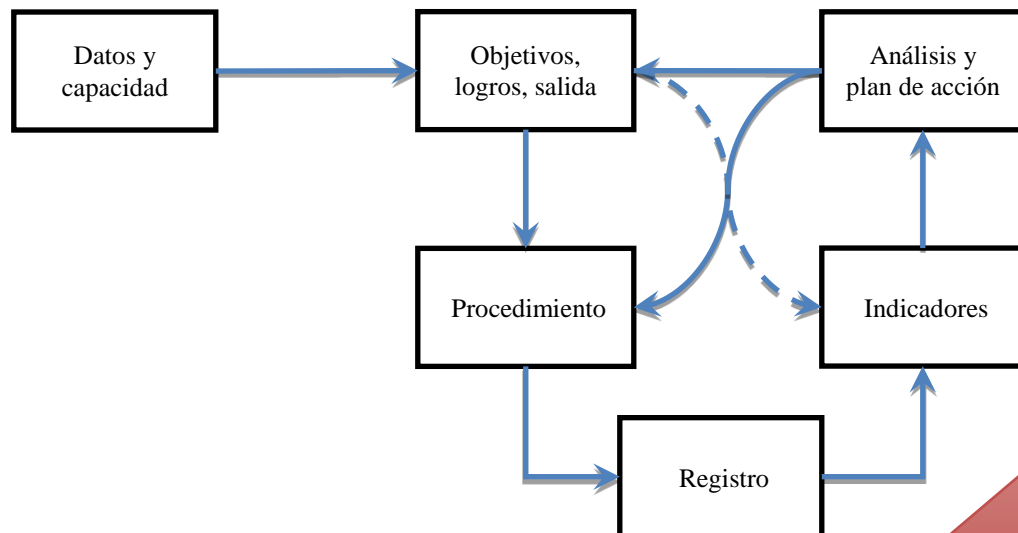 Datos y
capacidad
Objetivos,
logros, salida
Análisis y
plan de acción
Procedimiento
Indicadores
Registro